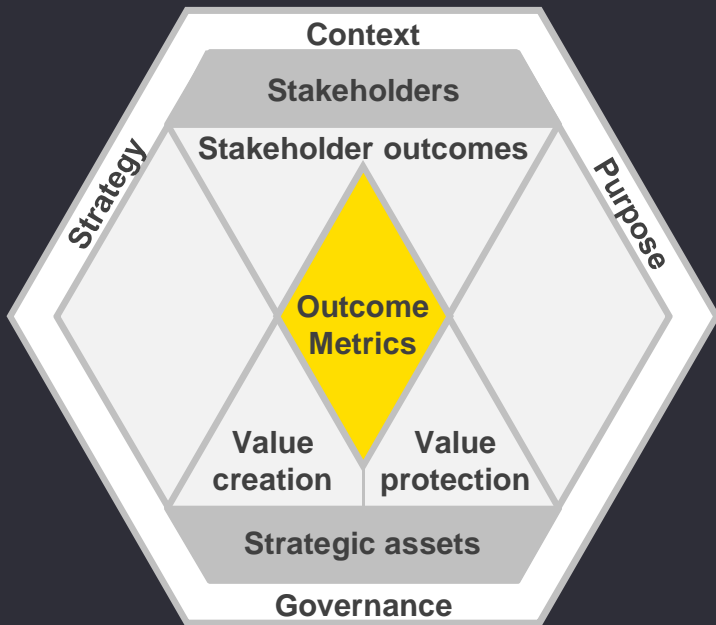 Context
Stakeholders
Stakeholder outcomes
Strategy
Purpose
Outcome
Metrics
Value
creation
Value
protection
Strategic assets
Governance